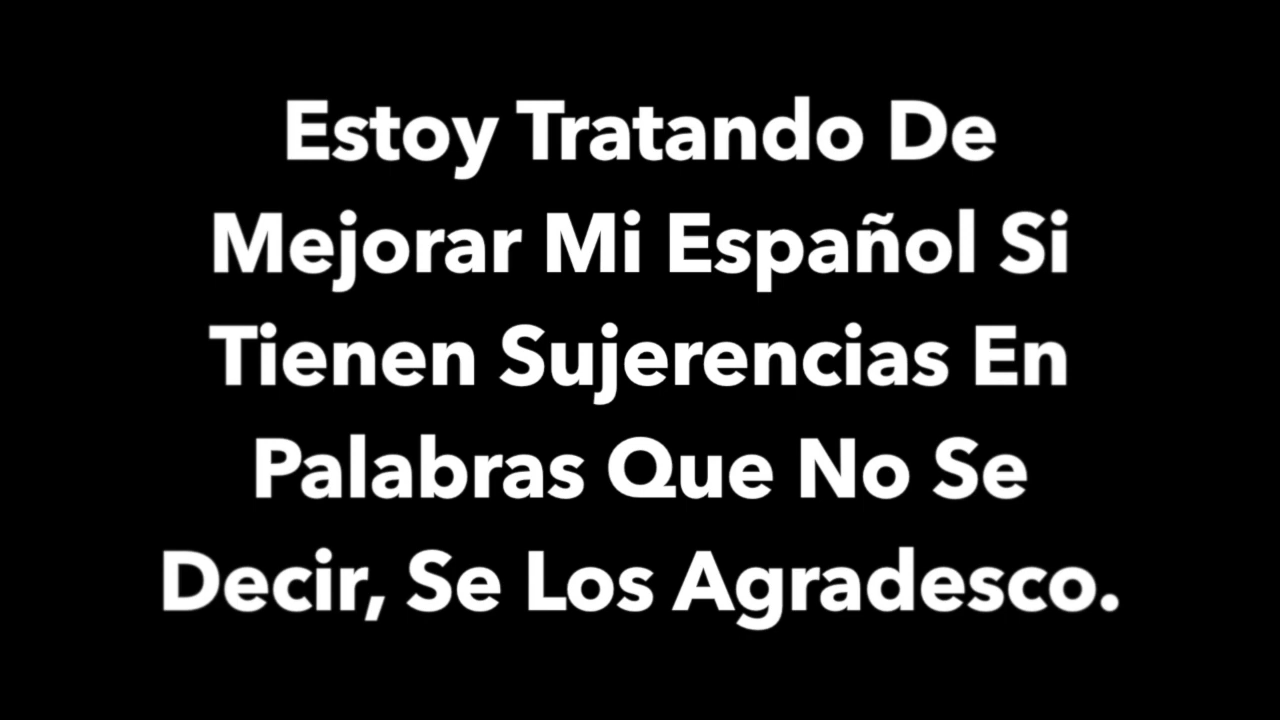 Estoy Tratando De
Mejorar Mi Español Si
Tienen Sujerencias En
Palabras Que No Se
Decir, Se Los Agradesco.